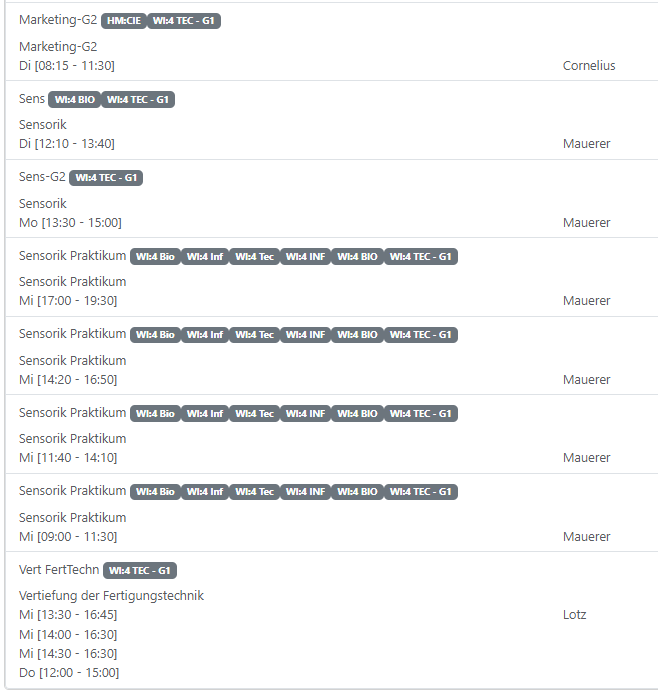 Marketing-G2 HM:CIE WI:4 TEC - G1
Marketing-G2
Di [08:15 - 11:30] Cornelius
Sens WI:4 BIO WI:4 TEC - G1
Sensorik
Di [12:10 - 13:40] Mauerer
Sens-G2 WI:4 TEC - G1
Sensorik
Mo [13:30 - 15:00] Mauerer
Sensorik Praktikum WI:4 Bio WI:4 Inf WI:4 Tec WI:4 INF WI:4 BIO WI:4 TEC - G1
Sensorik Praktikum
Mi [17:00 - 19:30] Mauerer
Sensorik Praktikum WI:4 Bio WI:4 Inf WI:4 Tec WI:4 INF WI:4 BIO WI:4 TEC - G1
Sensorik Praktikum
Mi [14:20 - 16:50] Mauerer
Sensorik Praktikum WI:4 Bio WI:4 Inf WI:4 Tec WI:4 INF WI:4 BIO WI:4 TEC - G1
Sensorik Praktikum
Mi [11:40 - 14:10] Mauerer
Sensorik Praktikum WI:4 Bio WI:4 Inf WI:4 Tec WI:4 INF WI:4 BIO WI:4 TEC - G1
Sensorik Praktikum
Mi [09:00 - 11:30] Mauerer
Vert FertTechn WI:4 TEC - G1
Vertiefung der Fertigungstechnik
Mi [13:30 - 16:45] Lotz
Mi [14:00 - 16:30]
Mi [14:30 - 16:30]
Do [12:00 - 15:00]